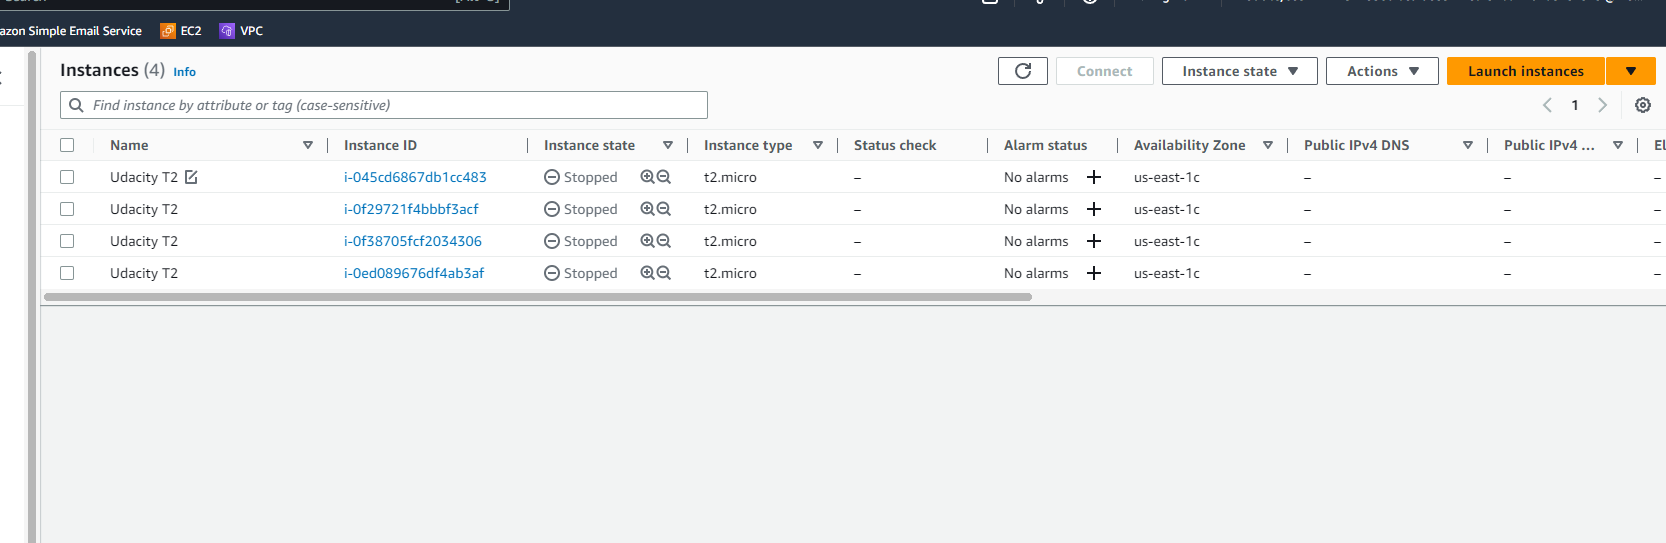 azon Simple Email Service EC2 VPC
Instances (4) Info
Connect Instance state Actions Launch instances
Find instance by attribute or tag (case-sensitive)
1
Name Instance ID Instance state Instance type Status check Alarm status Availability Zone Public IPv4 DNS Public IPv4 ... El
Udacity T2 i-045cd6867db1cc483 Stopped t2.micro – No alarms + us-east-1c – – –
Udacity T2 i-0f29721f4bbbf3acf Stopped t2.micro – No alarms + us-east-1c – – –
Udacity T2 i-0f38705fcf2034306 Stopped t2.micro – No alarms + us-east-1c – – –
Udacity T2 i-0ed089676df4ab3af Stopped t2.micro – No alarms + us-east-1c – – –